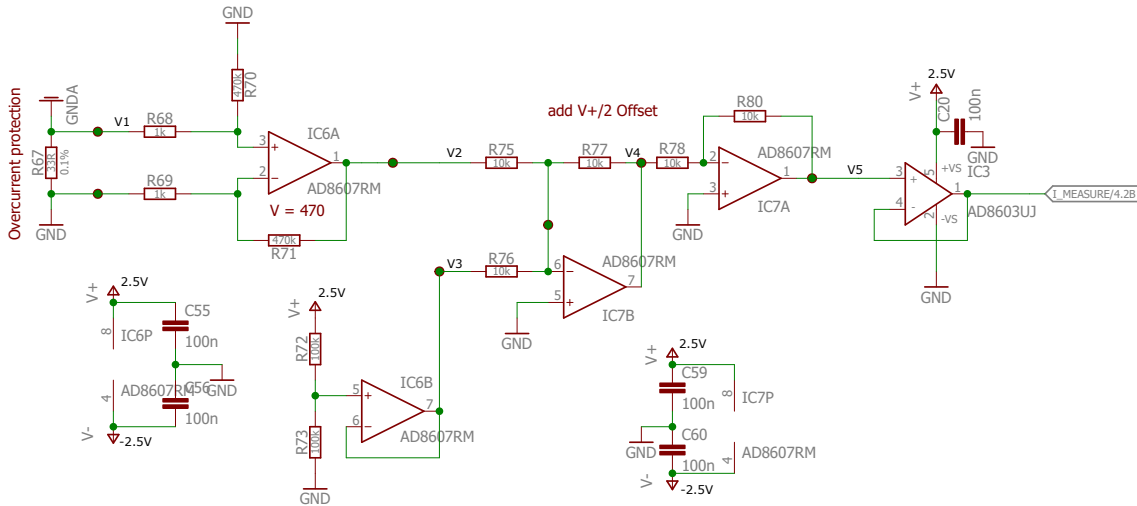 GND
GNDA
Overcurrent protection
R67
33R
0.1%
V1
R68
1k
R70
470k
3
+
2
−
IC6A
1
AD8607RM
R69
1k
GND
V = 470
470k
R71
V2
add V+/2 Offset
R75
10k
R77
10k
V4
R78
10k
R80
10k
2
−
3
+
AD8607RM
1
IC7A
GND
V5
2.5V
V+
C20
100n
GND
IC3
3
+
4
-
5
+VS
2
-VS
1
AD8603UJ
GND
I_MEASURE/4.2B
V3
R76
10k
6
−
5
+
AD8607RM
7
IC7B
GND
2.5V
V+
8
IC6P
C55
100n
GND
4
AD8607RM
C56
100n
V-
-2.5V
2.5V
V+
R72
100k
R73
100k
GND
5
+
6
−
IC6B
7
AD8607RM
2.5V
V+
C59
100n
8
IC7P
GND
C60
100n
4
AD8607RM
V-
-2.5V